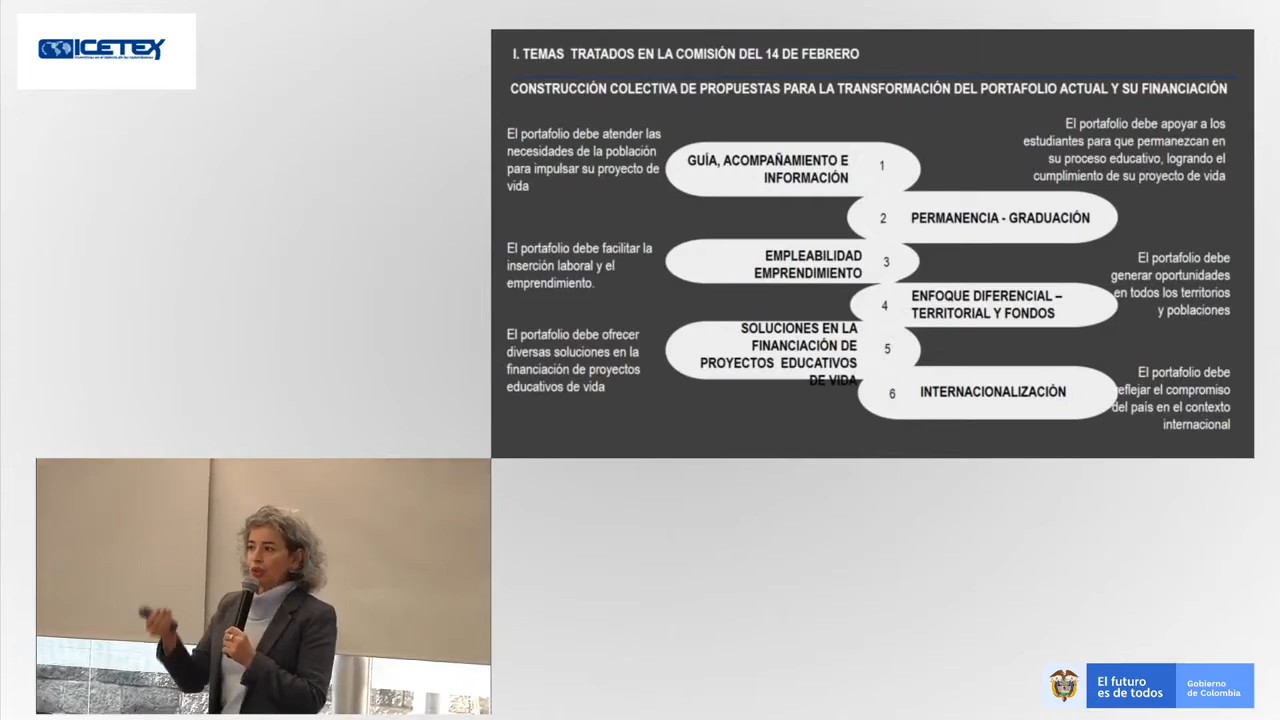 ICETEX
I. TEMAS TRATADOS EN LA COMISIÓN DEL 14 DE FEBRERO
CONSTRUCCIÓN COLECTIVA DE PROPUESTAS PARA LA TRANSFORMACIÓN DEL PORTAFOLIO ACTUAL Y SU FINANCIACIÓN
El portafolio debe atender las
necesidades de la población
para impulsar su proyecto de
vida
GUÍA, ACOMPAÑAMIENTO E
INFORMACIÓN
1
El portafolio debe apoyar a los
estudiantes para que permanezcan en
su proceso educativo, logrando el
cumplimiento de su proyecto de vida
2
PERMANENCIA - GRADUACIÓN
El portafolio debe facilitar la
inserción laboral y el
emprendimiento.
EMPLEABILIDAD
EMPRENDIMIENTO
3
El portafolio debe
generar oportunidades
en todos los territorios
y poblaciones
4
ENFOQUE DIFERENCIAL –
TERRITORIAL Y FONDOS
El portafolio debe ofrecer
diversas soluciones en la
financiación de proyectos
educativos de vida
SOLUCIONES EN LA
FINANCIACIÓN DE
PROYECTOS EDUCATIVOS
DE VIDA
5
6
INTERNACIONALIZACIÓN
El portafolio debe
reflejar el compromiso
del país en el contexto
internacional
El futuro
es de todos
Gobierno
de Colombia